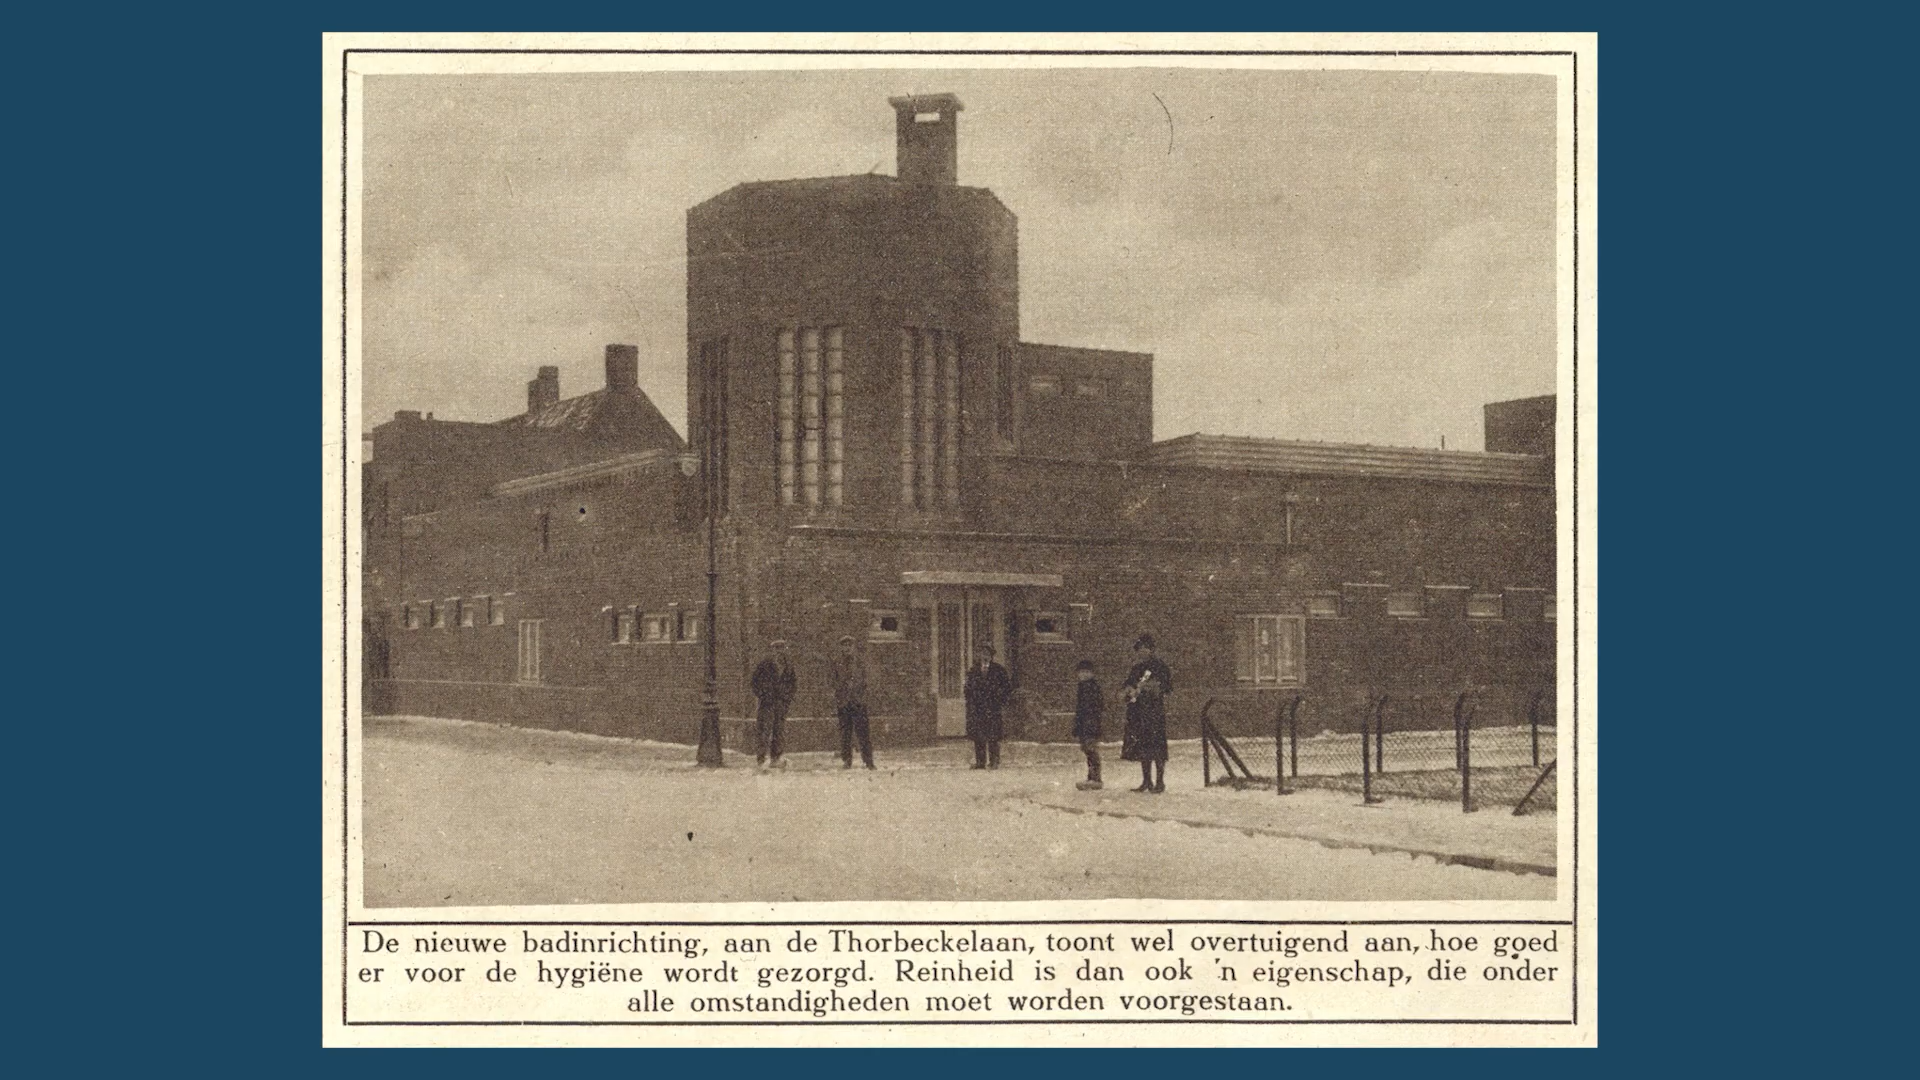 De nieuwe badinrichting, aan de Thorbeckelaan, toont wel overtuigend aan, hoe goed
er voor de hygiëne wordt gezorgd. Reinheid is dan ook 'n eigenschap, die onder
alle omstandigheden moet worden voorgestaan.